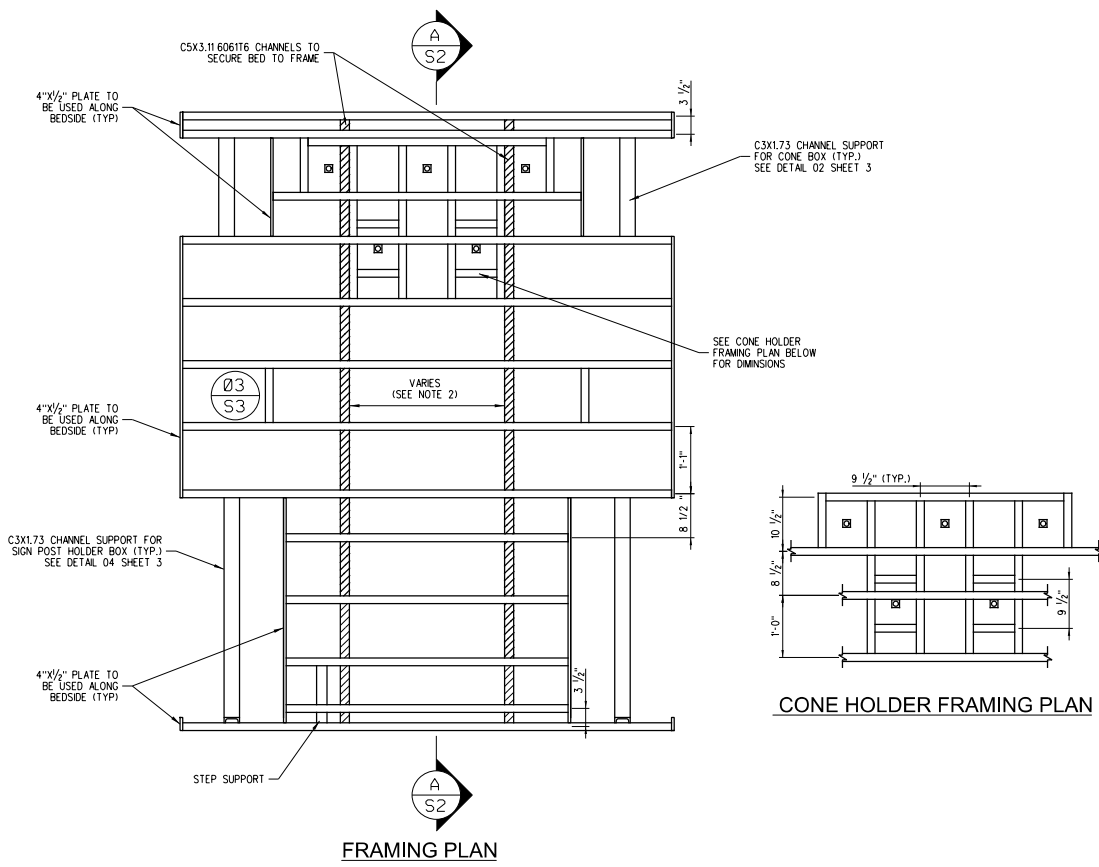 A
S2
C5X3.11 6061T6 CHANNELS TO
SECURE BED TO FRAME
4"X1/2" PLATE TO
BE USED ALONG
BEDSIDE (TYP)
3 1/2"
C3X1.73 CHANNEL SUPPORT
FOR CONE BOX (TYP.)
SEE DETAIL 02 SHEET 3
SEE CONE HOLDER
FRAMING PLAN BELOW
FOR DIMINSIONS
Ø3
S3
VARIES
(SEE NOTE 2)
4"X1/2" PLATE TO
BE USED ALONG
BEDSIDE (TYP)
1'-1"
8 1/2"
C3X1.73 CHANNEL SUPPORT FOR
SIGN POST HOLDER BOX (TYP.)
SEE DETAIL 04 SHEET 3
4"X1/2" PLATE TO
BE USED ALONG
BEDSIDE (TYP)
3 1/2"
STEP SUPPORT
A
S2
FRAMING PLAN
9 1/2" (TYP.)
10 1/2"
8 1/2"
1'-0"
9 1/2"
CONE HOLDER FRAMING PLAN